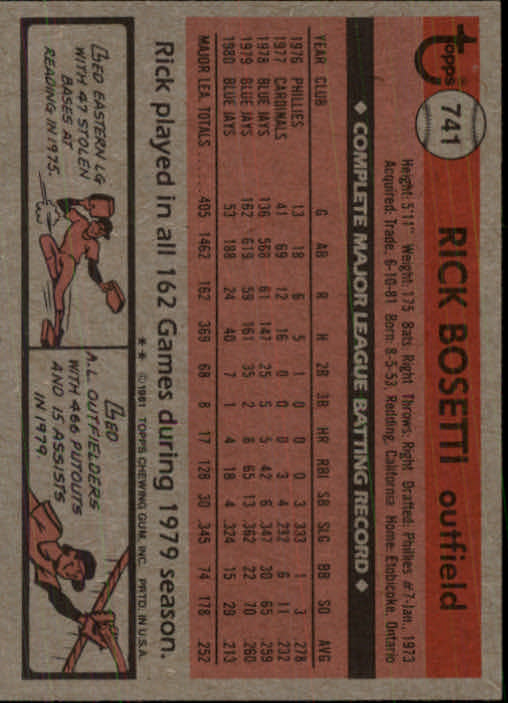 topps
741
RICK BOSETTI outfield
Height: 5'11" Weight: 175 Bats: Right Throws: Right Drafted: Phillies #7-Jan., 1973
Acquired: Trade, 6-10-81 Born: 8-5-53, Redding, California Home: Etobicoke, Ontario
◆ COMPLETE MAJOR LEAGUE BATTING RECORD ◆
YEAR CLUB G AB R H 2B 3B HR RBI SB SLG BB SO AVG
1976 PHILLIES 13 18 6 5 1 0 0 0 3 .333 1 3 .278
1977 CARDINALS 41 69 12 16 0 0 0 3 4 .232 6 11 .232
1978 BLUE JAYS 136 568 61 147 25 5 5 42 6 .347 30 65 .259
1979 BLUE JAYS 162 619 59 161 35 2 8 65 13 .362 22 70 .260
1980 BLUE JAYS 53 188 24 40 7 1 4 18 4 .324 15 29 .213
MAJOR LEA. TOTALS ..... 405 1462 162 369 68 8 17 128 30 .345 74 178 .252
Rick played in all 162 Games during 1979 season.
** ©1981 TOPPS CHEWING GUM, INC. PRTD. IN U.S.A.
LED EASTERN LG
WITH 47 STOLEN
BASES AT
READING IN 1975.
LED
A.L. OUTFIELDERS
WITH 466 PUTOUTS
AND 15 ASSISTS
IN 1979